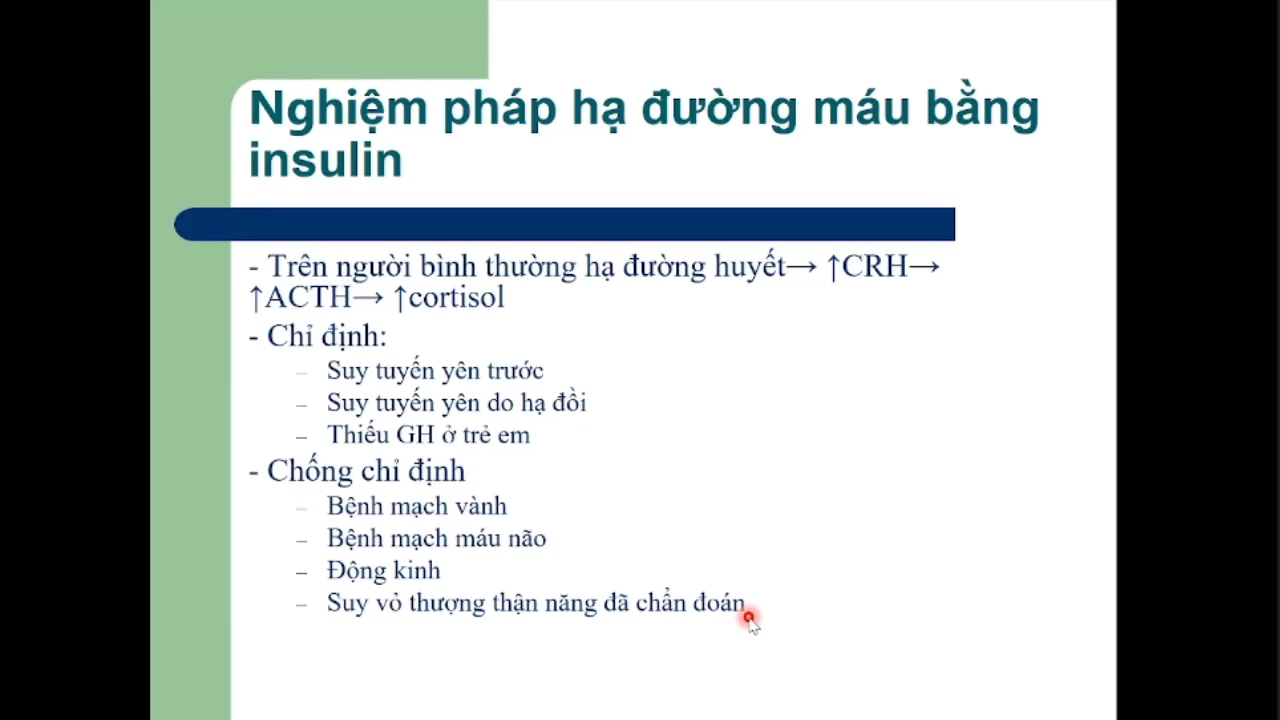 Nghiệm pháp hạ đường máu bằng
insulin
- Trên người bình thường hạ đường huyết→ ↑CRH→
↑ACTH→ ↑cortisol
- Chỉ định:
– Suy tuyến yên trước
– Suy tuyến yên do hạ đồi
– Thiếu GH ở trẻ em
- Chống chỉ định
– Bệnh mạch vành
– Bệnh mạch máu não
– Động kinh
– Suy vỏ thượng thận năng đã chẩn đoán